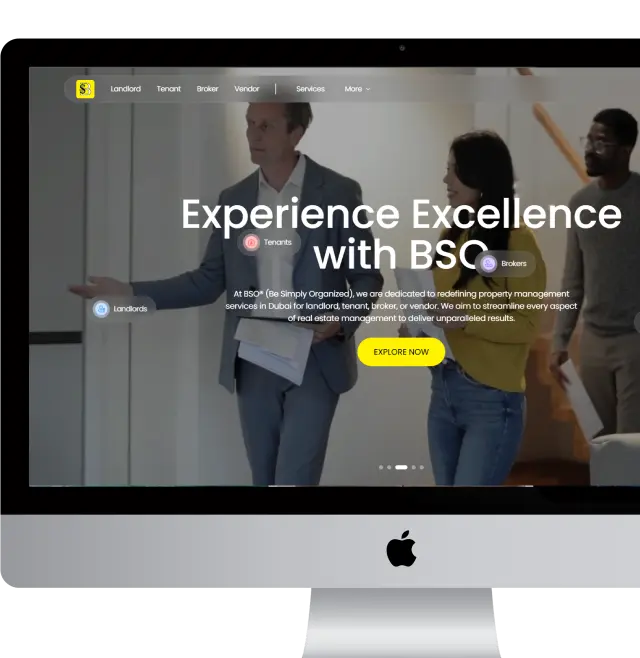 Landlord Tenant Broker Vendor Services More
Experience Excellence
Tenants
with BSO
Brokers
At BSO® (Be Simply Organized), we are dedicated to redefining property management
Landlords
services in Dubai for landlord, tenant, broker, or vendor. We aim to streamline every aspect
of real estate management to deliver unparalleled results.
EXPLORE NOW